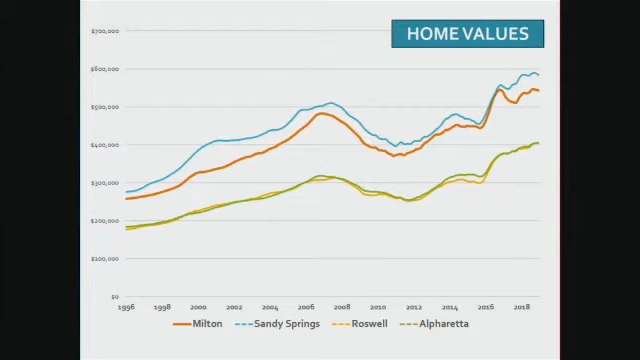 HOME VALUES
$700,000
$600,000
$500,000
$400,000
$300,000
$200,000
$100,000
$0
1996 1998 2000 2002 2004 2006 2008 2010 2012 2014 2016 2018
Milton Sandy Springs Roswell Alpharetta